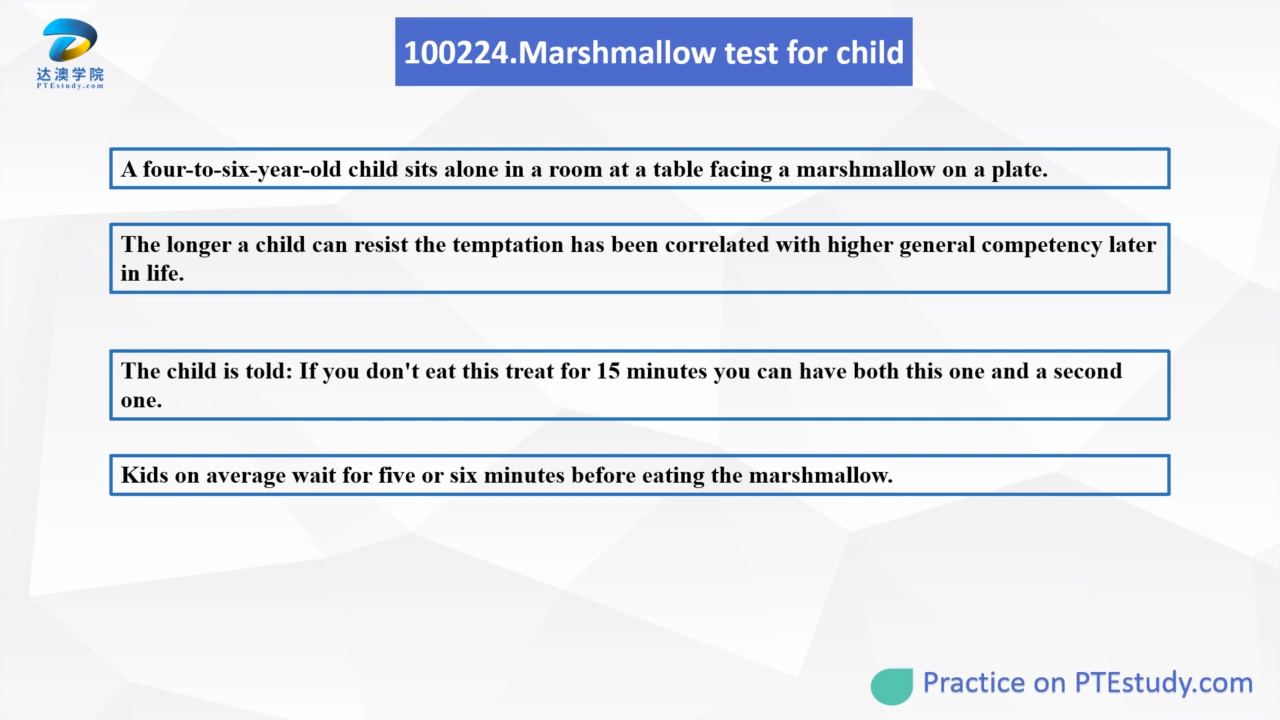 达澳学院
PTEstudy.com
100224.Marshmallow test for child
A four-to-six-year-old child sits alone in a room at a table facing a marshmallow on a plate.
The longer a child can resist the temptation has been correlated with higher general competency later
in life.
The child is told: If you don't eat this treat for 15 minutes you can have both this one and a second
one.
Kids on average wait for five or six minutes before eating the marshmallow.
Practice on PTEstudy.com